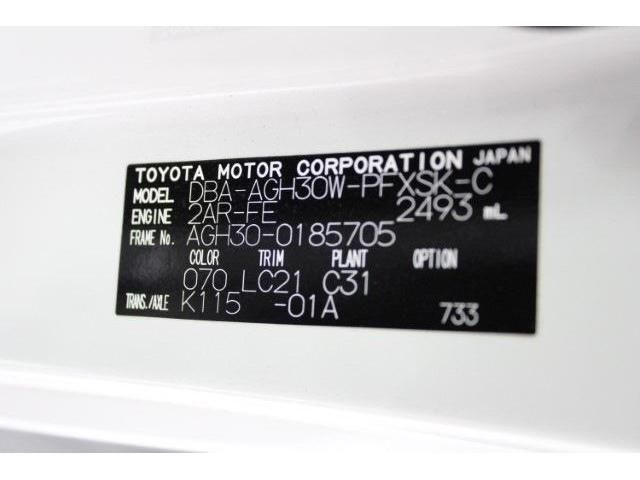 TOYOTA MOTOR CORPORATION JAPAN
MODEL DBA-AGH30W-PFXSK-C
ENGINE 2AR-FE 2493 mL
FRAME No. AGH30-0185705
COLOR TRIM PLANT OPTION
070 LC21 C31
TRANS./AXLE K115 -01A 733